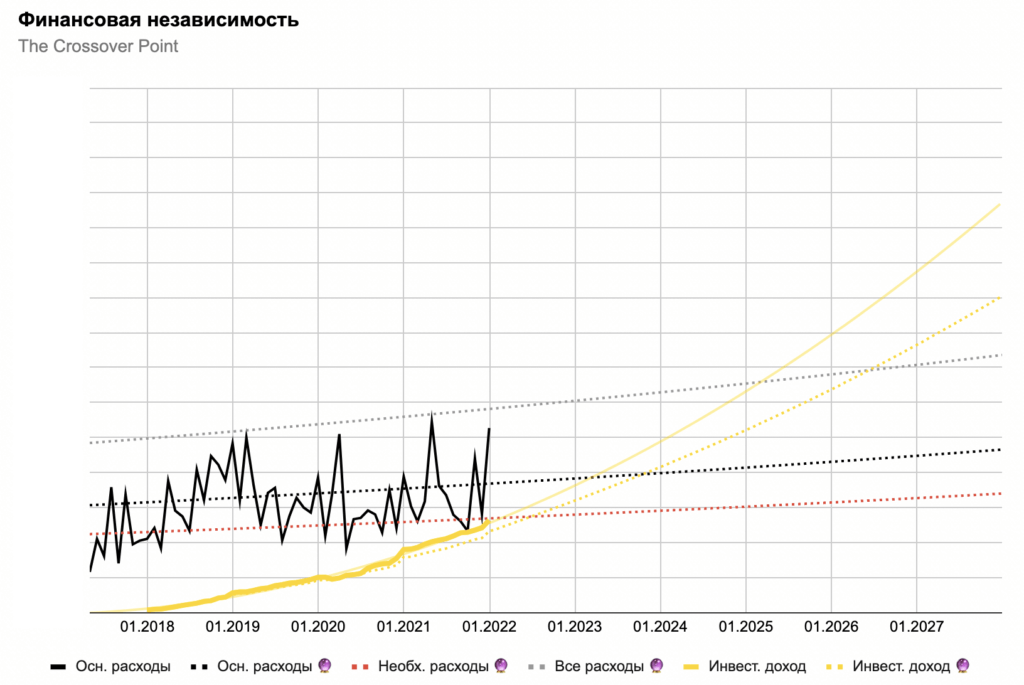 Финансовая независимость
The Crossover Point
01.2018 01.2019 01.2020 01.2021 01.2022 01.2023 01.2024 01.2025 01.2026 01.2027
Осн. расходы Осн. расходы 🔮 Необх. расходы 🔮 Все расходы 🔮 Инвест. доход Инвест. доход 🔮